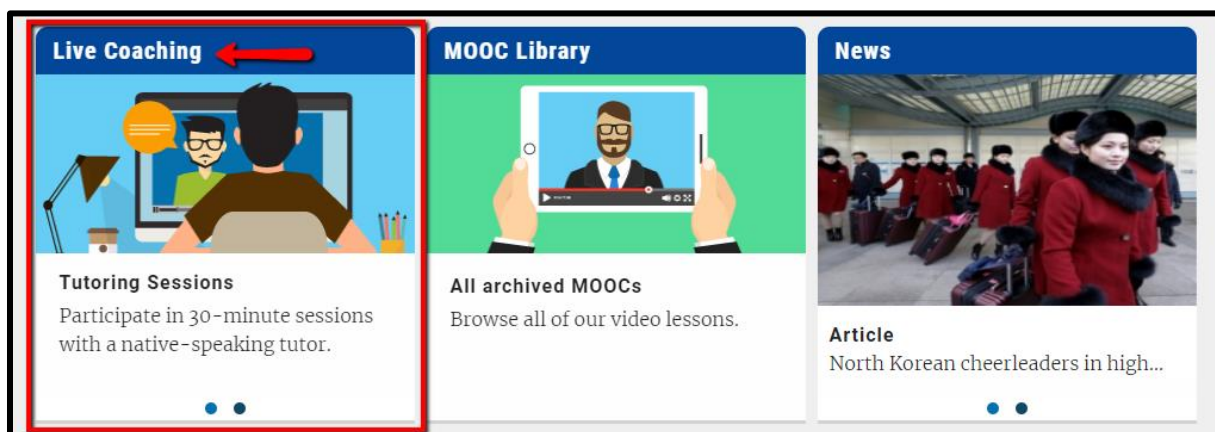 Live Coaching
Tutoring Sessions
Participate in 30-minute sessions
with a native-speaking tutor.
MOOC Library
All archived MOOCs
Browse all of our video lessons.
News
Article
North Korean cheerleaders in high...